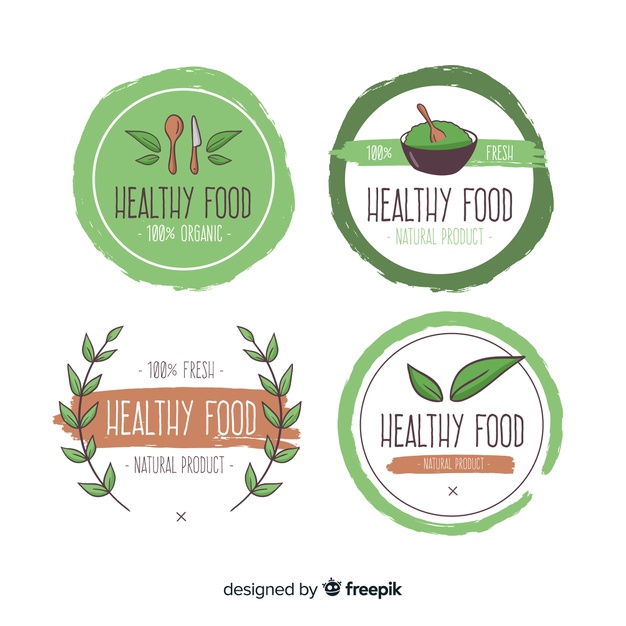 HEALTHY FOOD
- 100% ORGANIC -
100% FRESH
HEALTHY FOOD
- NATURAL PRODUCT -
- 100% FRESH -
HEALTHY FOOD
- NATURAL PRODUCT -
HEALTHY FOOD
- NATURAL PRODUCT -
designed by freepik